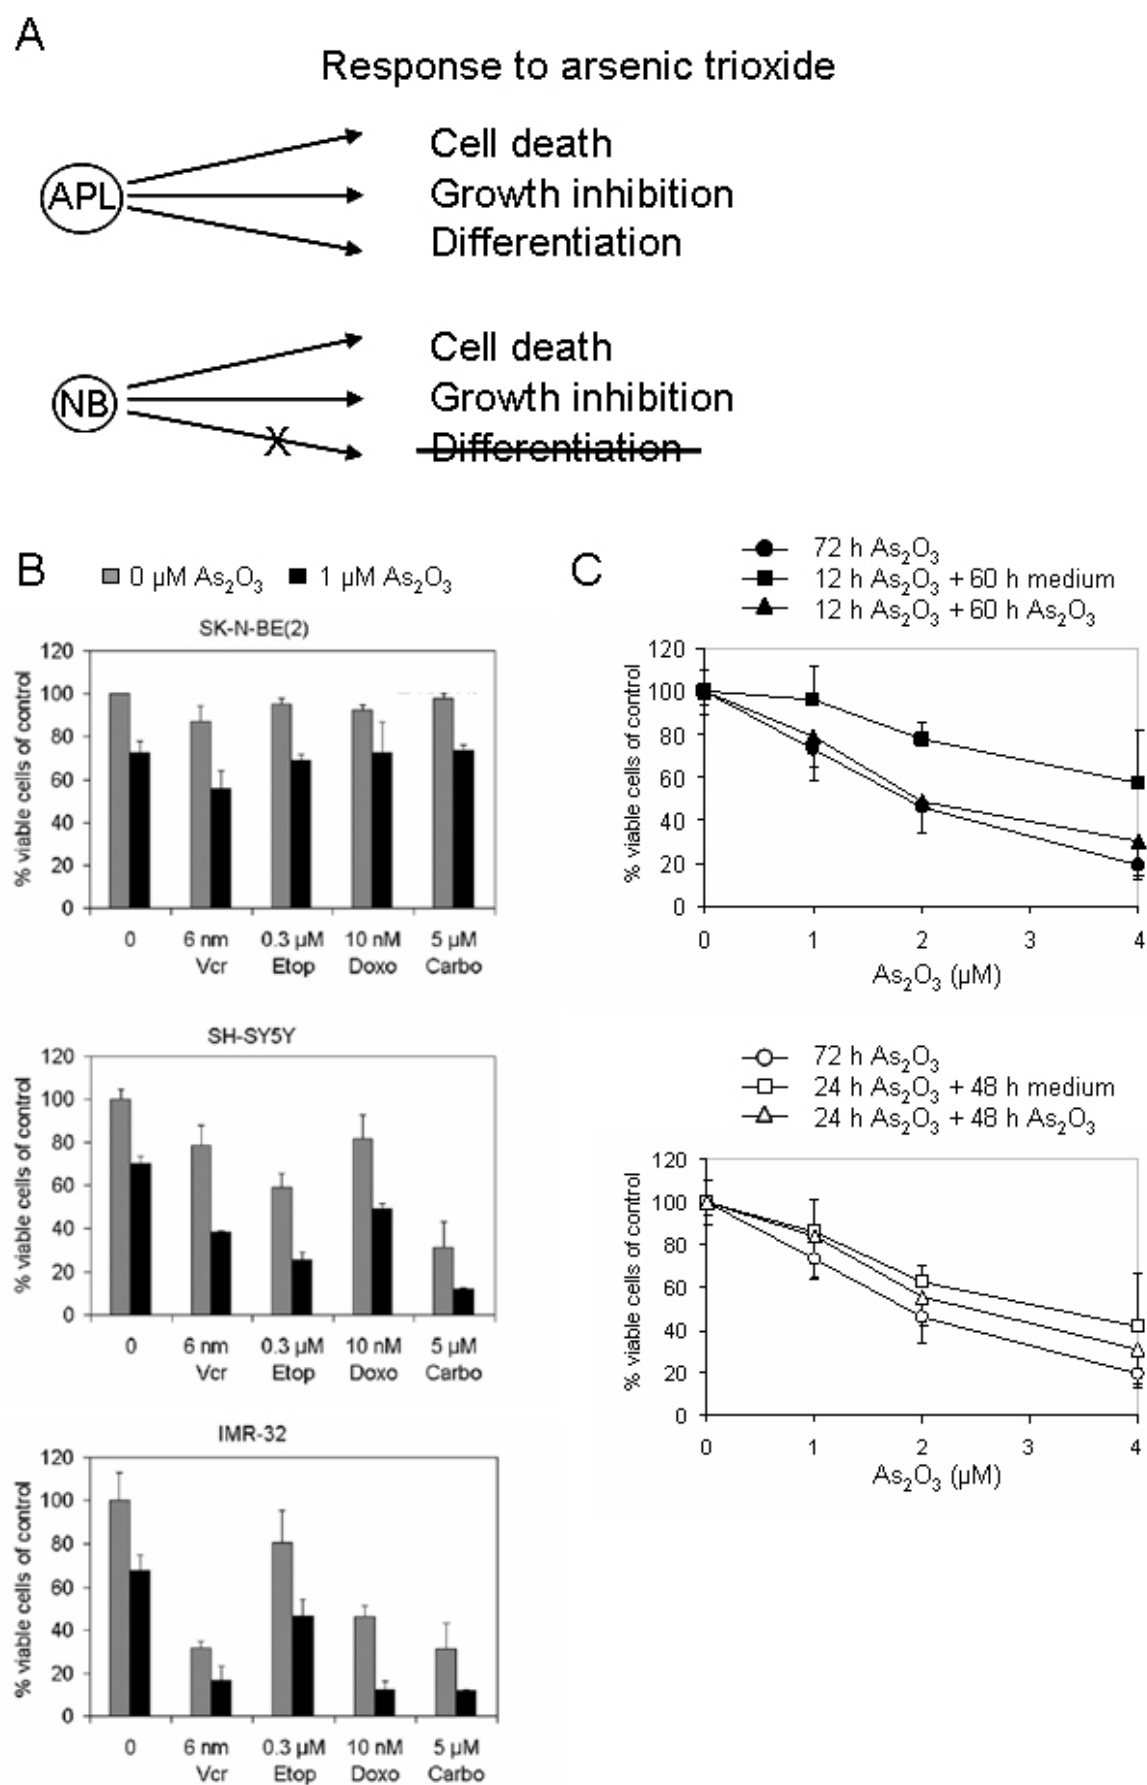 A
Response to arsenic trioxide
APL
Cell death
Growth inhibition
Differentiation
NB
Cell death
Growth inhibition
X
Differentiation
B
0 µM As₂O₃
1 µM As₂O₃
SK-N-BE(2)
% viable cells of control
120
100
80
60
40
20
0
0
6 nm
Vcr
0.3 µM
Etop
10 nM
Doxo
5 µM
Carbo
SH-SY5Y
% viable cells of control
120
100
80
60
40
20
0
0
6 nm
Vcr
0.3 µM
Etop
10 nM
Doxo
5 µM
Carbo
IMR-32
% viable cells of control
120
100
80
60
40
20
0
0
6 nm
Vcr
0.3 µM
Etop
10 nM
Doxo
5 µM
Carbo
C
72 h As₂O₃
12 h As₂O₃ + 60 h medium
12 h As₂O₃ + 60 h As₂O₃
% viable cells of control
120
100
80
60
40
20
0
0
1
2
3
4
As₂O₃ (µM)
72 h As₂O₃
24 h As₂O₃ + 48 h medium
24 h As₂O₃ + 48 h As₂O₃
% viable cells of control
120
100
80
60
40
20
0
0
1
2
3
4
As₂O₃ (µM)